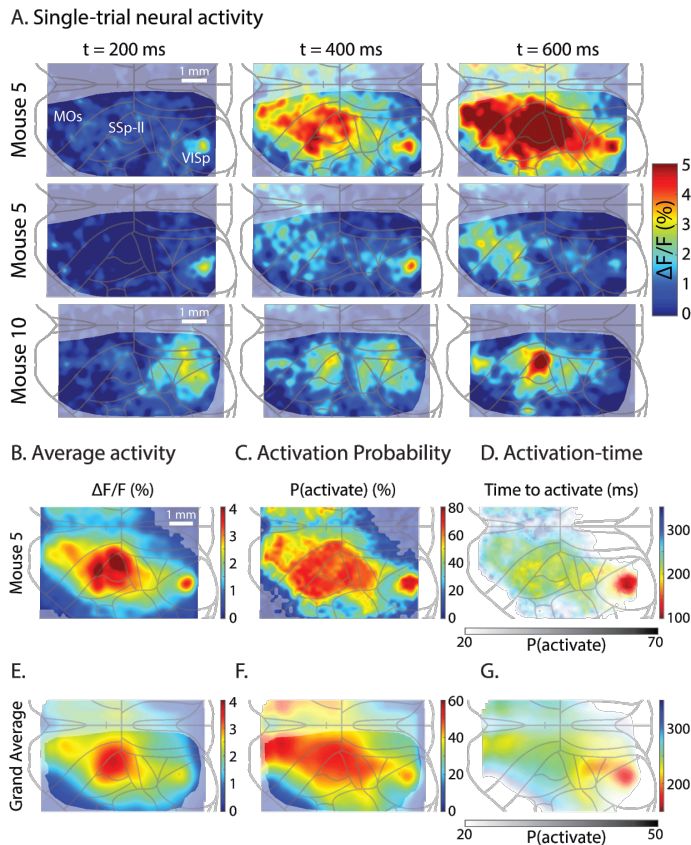 A. Single-trial neural activity
t = 200 ms
t = 400 ms
t = 600 ms
Mouse 5
1 mm
MOs
SSp-ll
VISp
Mouse 5
Mouse 10
1 mm
5
4
3
2
1
0
ΔF/F (%)
B. Average activity
C. Activation Probability
D. Activation-time
ΔF/F (%)
P(activate) (%)
Time to activate (ms)
Mouse 5
1 mm
4
3
2
1
0
80
60
40
20
0
300
200
100
20
70
P(activate)
E.
F.
G.
Grand Average
4
3
2
1
0
60
40
20
0
300
200
20
50
P(activate)